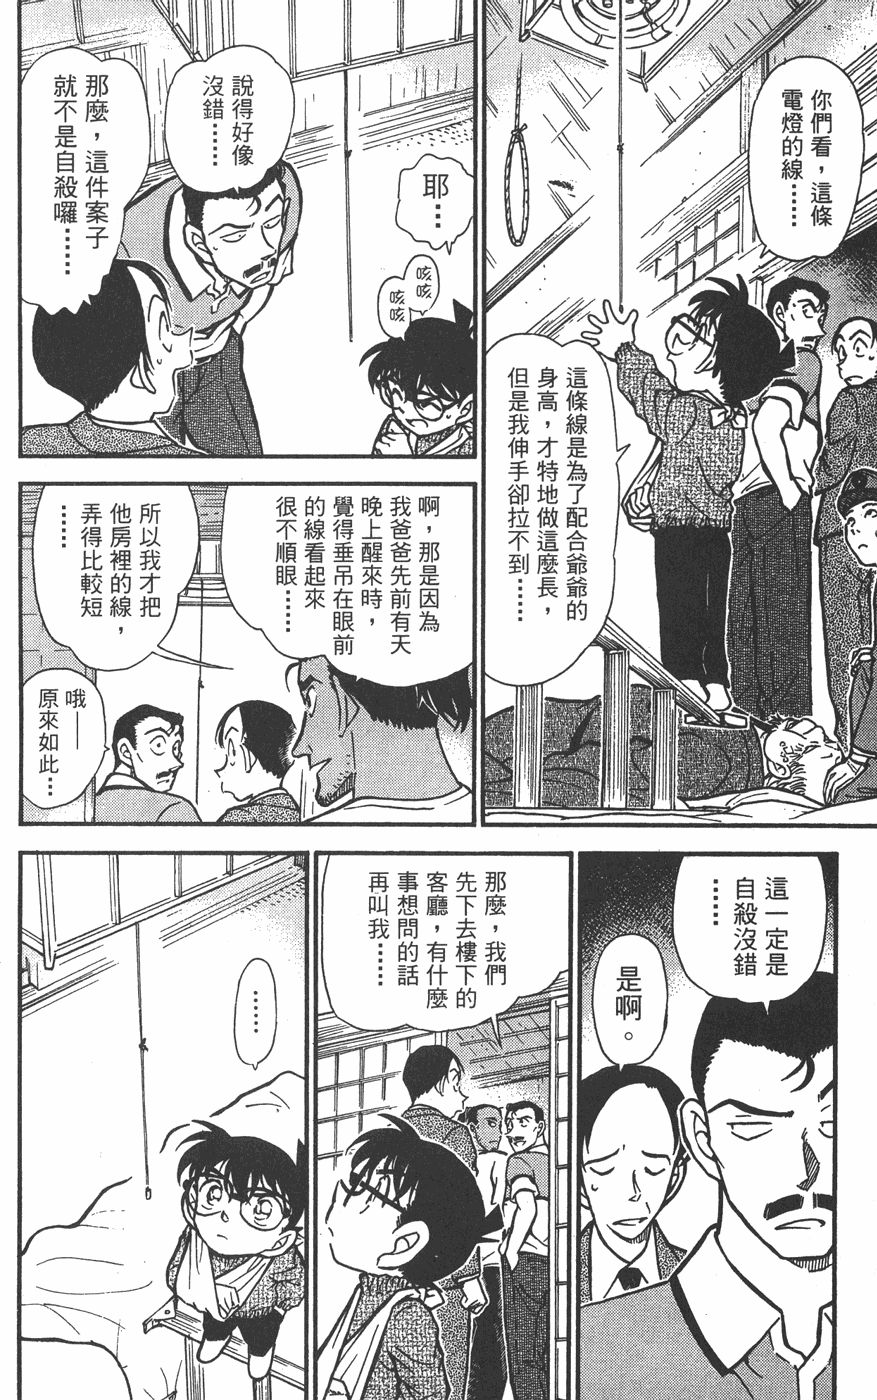 你們看，這條
電燈的線……
這條線是為了配合爺爺的
身高，才特地做這麼長，
但是我伸手卻拉不到……
耶…
咳咳
咳咳
說得好像
沒錯……
那麼，這件案子
就不是自殺囉……
啊，那是因為
我爸爸先前有天
晚上醒來時，
覺得垂吊在眼前
的線看起來
很不順眼……
所以我才把
他房裡的線，
弄得比較短
……
哦——
原來如此…
這一定是
自殺沒錯
……
是啊。
那麼，我們
先下去樓下的
客廳，有什麼
事想問的話
再叫我……
……